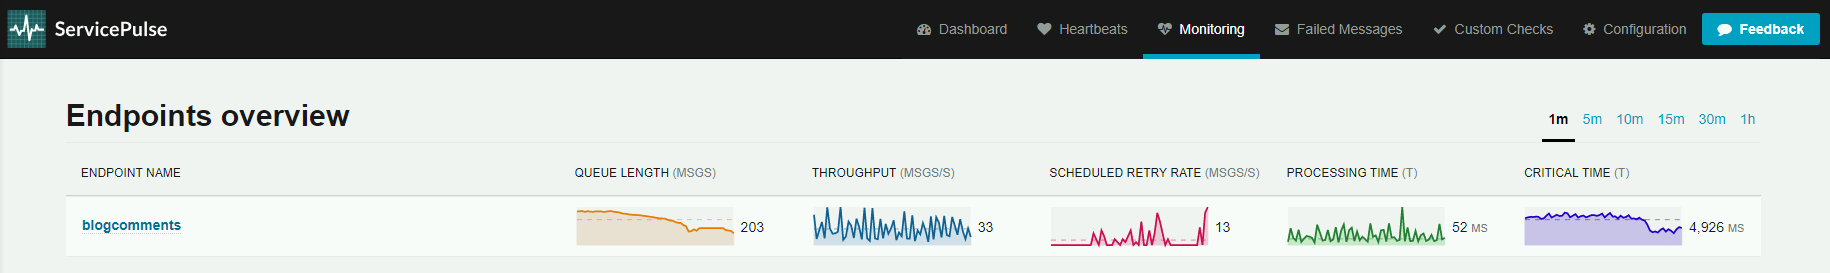 ServicePulse Dashboard Heartbeats Monitoring Failed Messages Custom Checks Configuration Feedback
Endpoints overview
1m 5m 10m 15m 30m 1h
ENDPOINT NAME QUEUE LENGTH (MSGS) THROUGHPUT (MSGS/S) SCHEDULED RETRY RATE (MSGS/S) PROCESSING TIME (T) CRITICAL TIME (T)
blogcomments 203 33 13 52 MS 4,926 MS